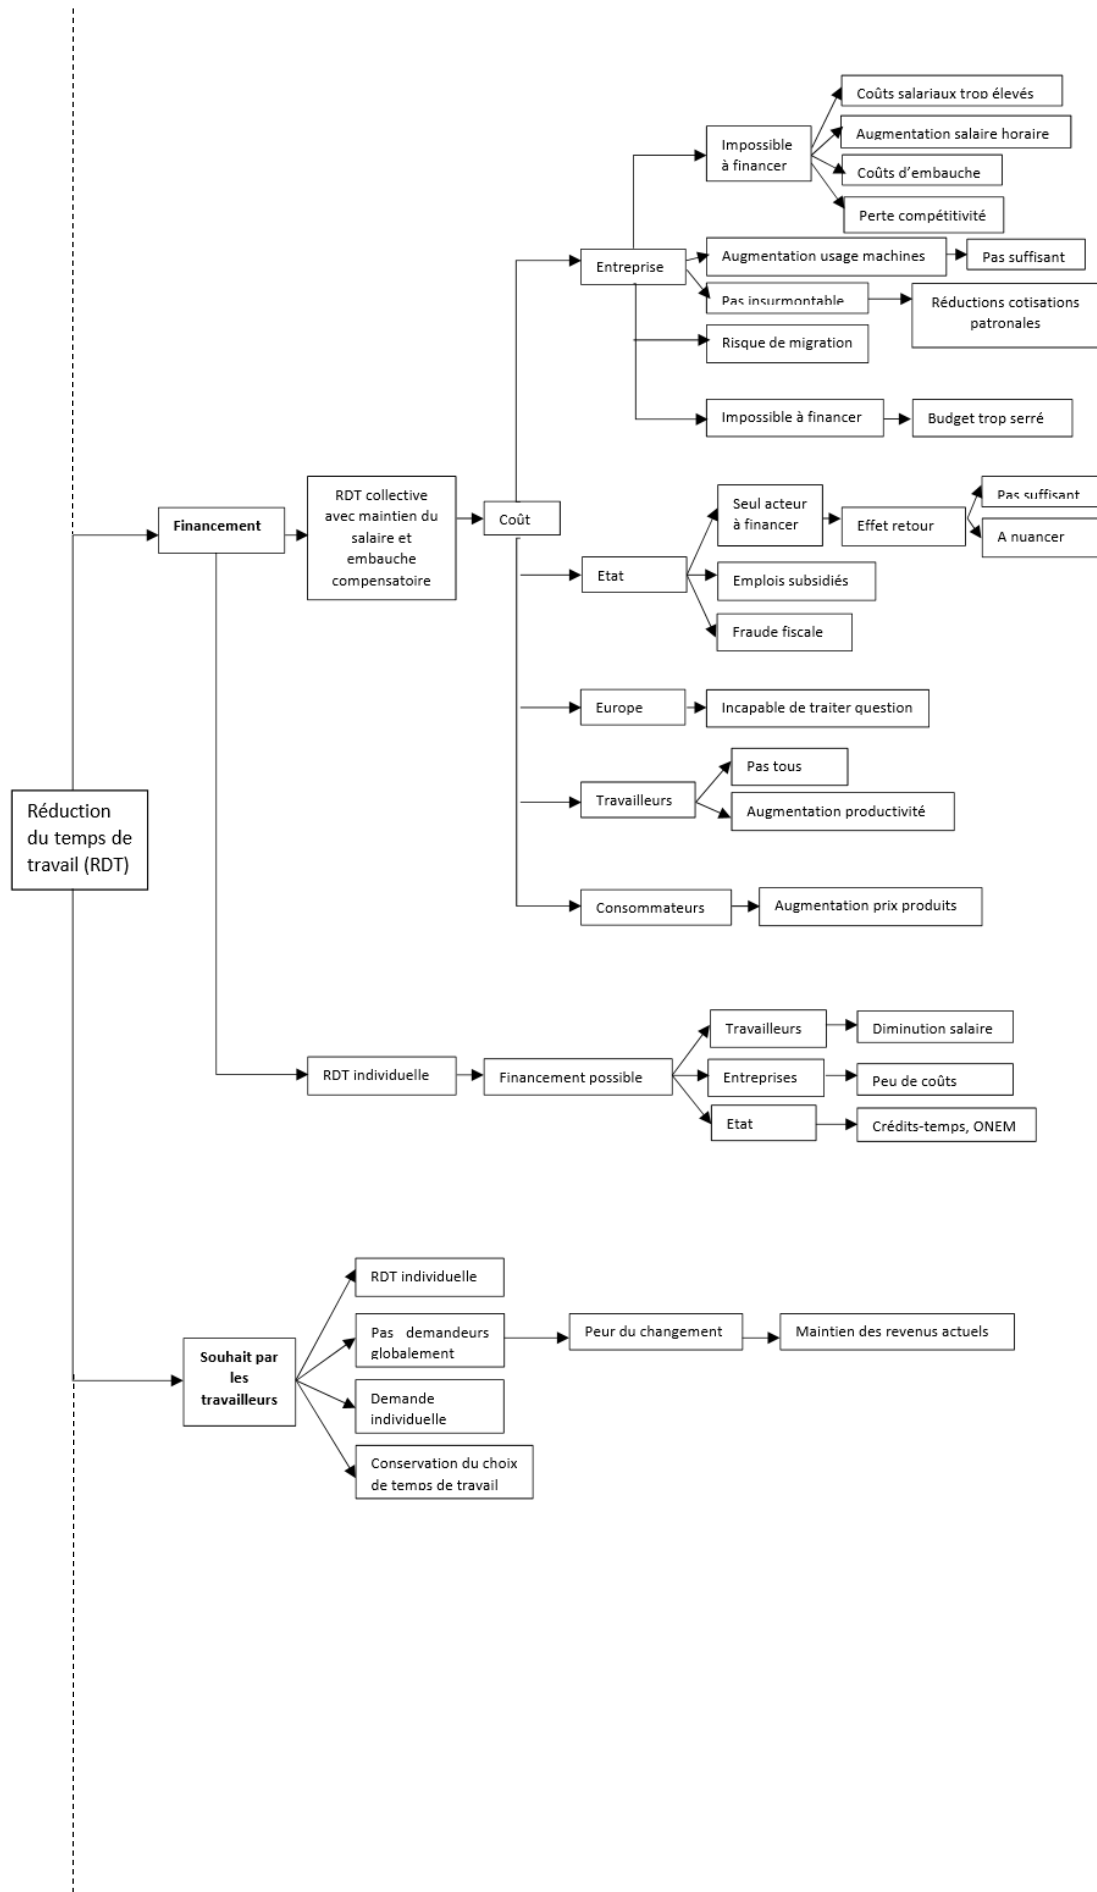 Coûts salariaux trop élevés
Augmentation salaire horaire
Impossible
à financer
Coûts d’embauche
Perte compétitivité
Entreprise
Augmentation usage machines
Pas suffisant
Pas insurmontable
Réductions cotisations
patronales
Risque de migration
Impossible à financer
Budget trop serré
RDT collective
avec maintien du
salaire et
embauche
compensatoire
Financement
Coût
Seul acteur
à financer
Effet retour
Pas suffisant
A nuancer
Etat
Emplois subsidiés
Fraude fiscale
Europe
Incapable de traiter question
Pas tous
Travailleurs
Augmentation productivité
Réduction
du temps de
travail (RDT)
Consommateurs
Augmentation prix produits
Travailleurs
Diminution salaire
RDT individuelle
Financement possible
Entreprises
Peu de coûts
Etat
Crédits-temps, ONEM
RDT individuelle
Pas demandeurs
globalement
Peur du changement
Maintien des revenus actuels
Souhait par
les
travailleurs
Demande
individuelle
Conservation du choix
de temps de travail